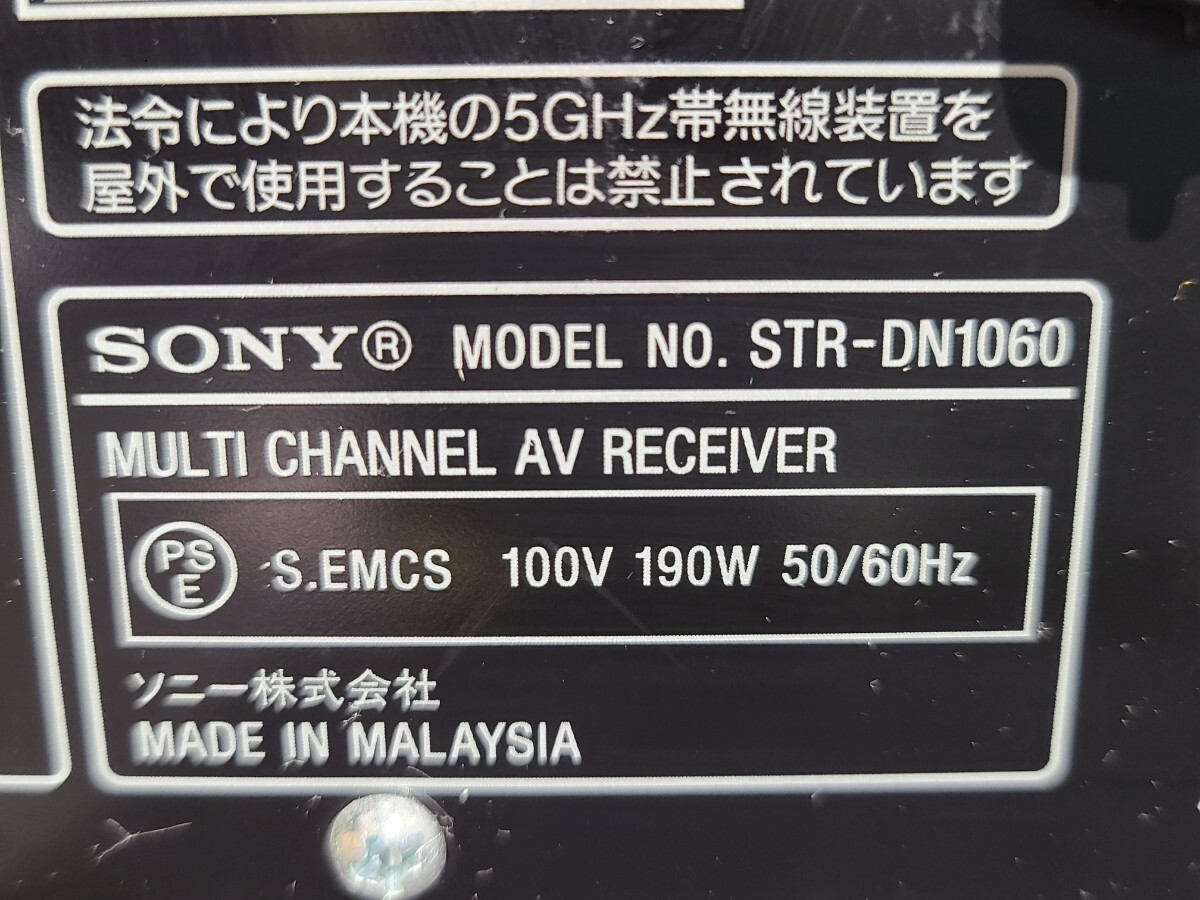 法令により本機の5GHz帯無線装置を
屋外で使用することは禁止されています
SONY® MODEL NO. STR-DN1060
MULTI CHANNEL AV RECEIVER
PS
E
S.EMCS 100V 190W 50/60Hz
ソニー株式会社
MADE IN MALAYSIA